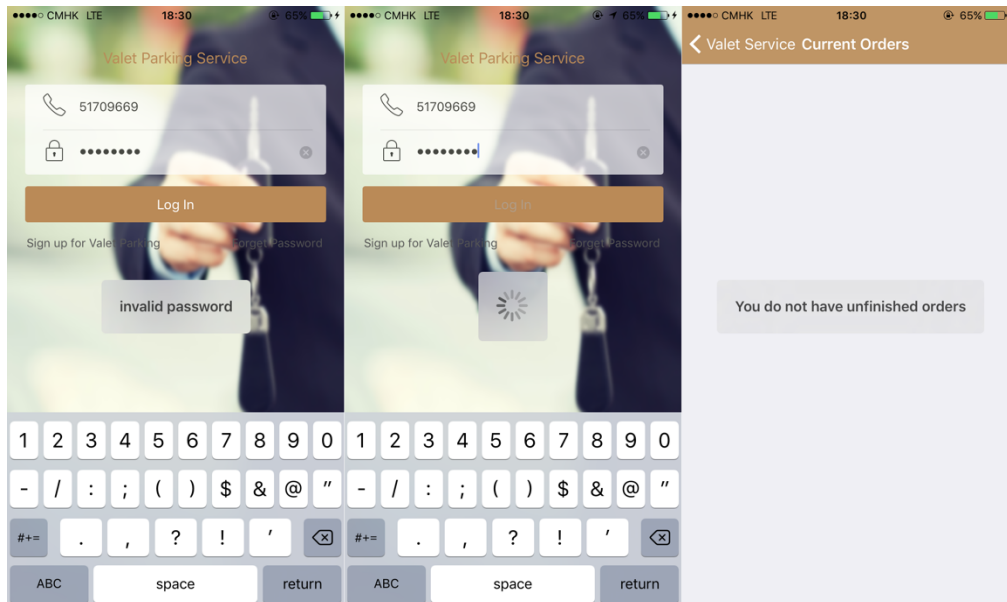 CMHK LTE 18:30 65%
Valet Parking Service
51709669
Log In
Sign up for Valet Parking Forget Password
invalid password
1 2 3 4 5 6 7 8 9 0
- / : ; ( ) $ & @ "
#+= . , ? ! '
ABC space return
CMHK LTE 18:30 65%
Valet Parking Service
51709669
Log In
Sign up for Valet Parking Forget Password
1 2 3 4 5 6 7 8 9 0
- / : ; ( ) $ & @ "
#+= . , ? ! '
ABC space return
CMHK LTE 18:30 65%
Valet Service Current Orders
You do not have unfinished orders